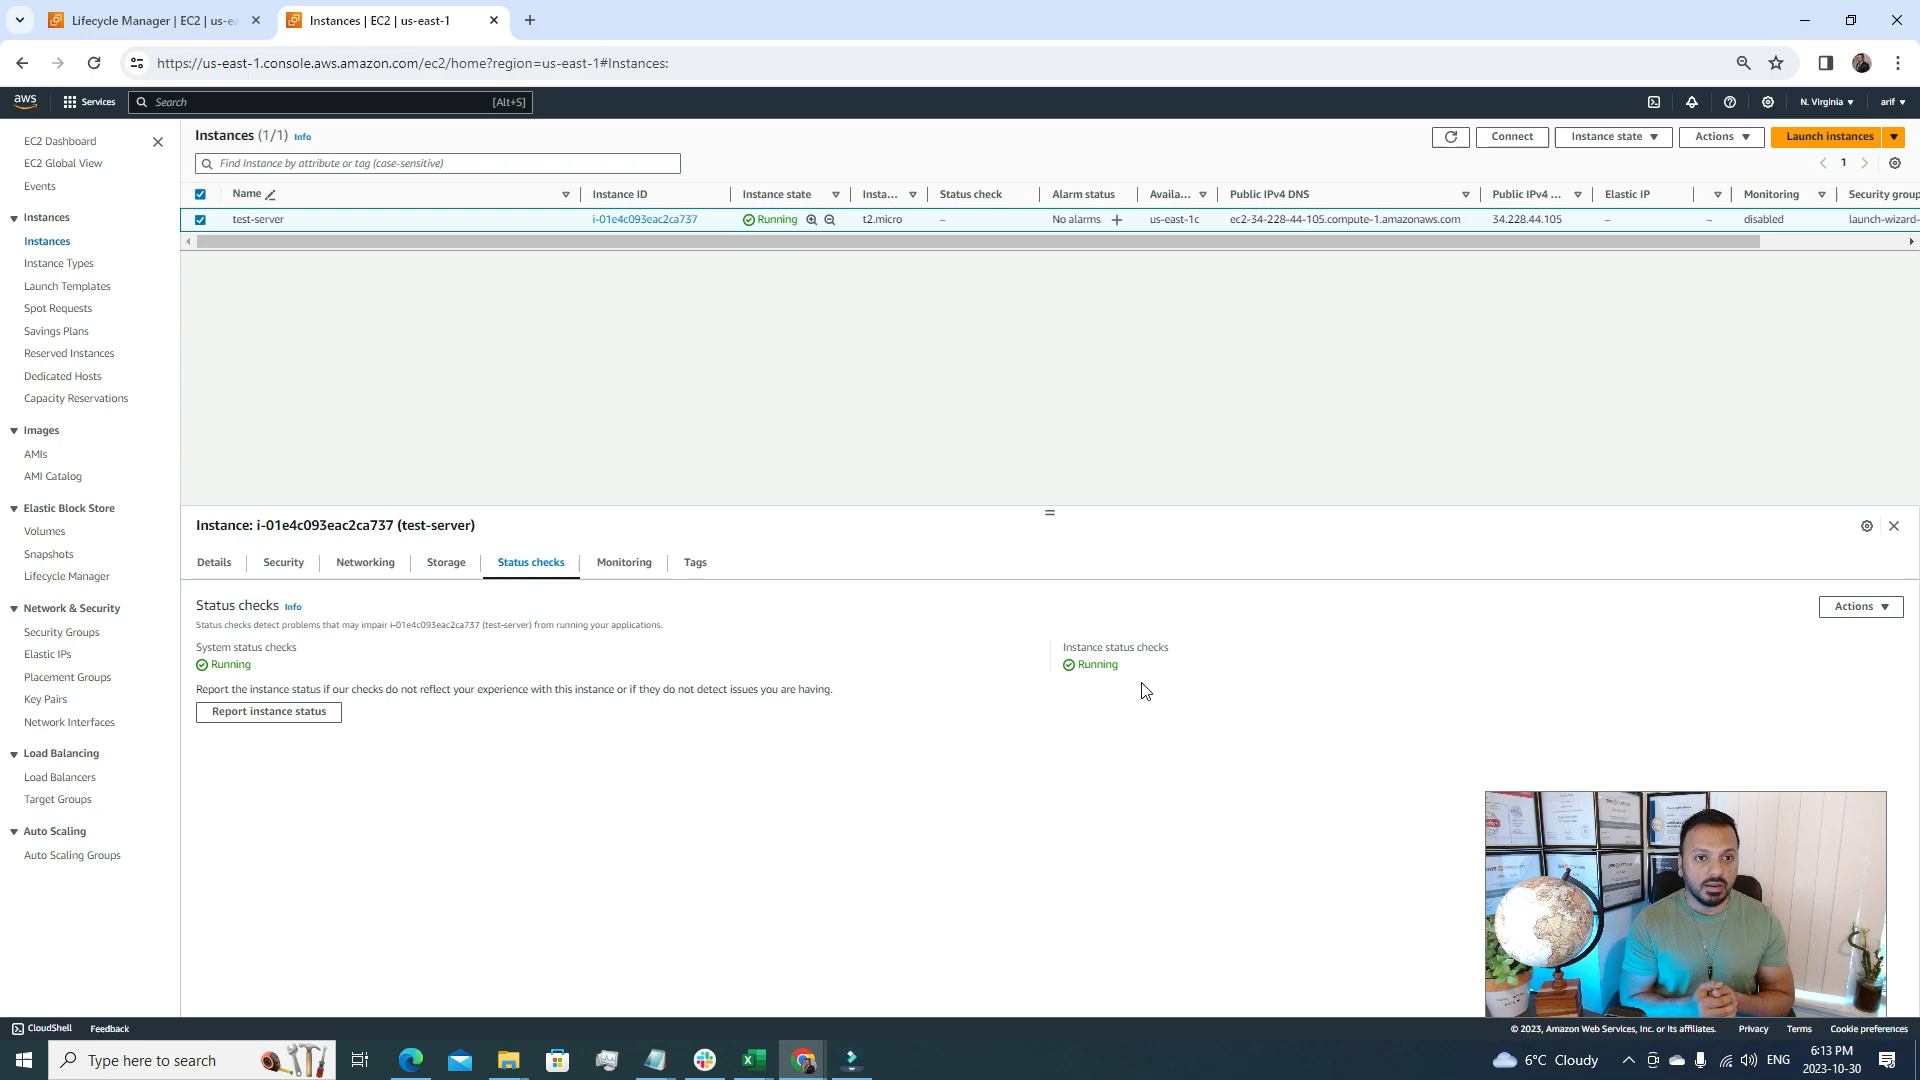 Lifecycle Manager | EC2 | us-ea
Instances | EC2 | us-east-1
https://us-east-1.console.aws.amazon.com/ec2/home?region=us-east-1#Instances:
aws
Services
Search
[Alt+S]
N. Virginia
arif
EC2 Dashboard
EC2 Global View
Events
Instances
Instances
Instance Types
Launch Templates
Spot Requests
Savings Plans
Reserved Instances
Dedicated Hosts
Capacity Reservations
Images
AMIs
AMI Catalog
Elastic Block Store
Volumes
Snapshots
Lifecycle Manager
Network & Security
Security Groups
Elastic IPs
Placement Groups
Key Pairs
Network Interfaces
Load Balancing
Load Balancers
Target Groups
Auto Scaling
Auto Scaling Groups
Instances (1/1) Info
Connect
Instance state
Actions
Launch instances
Find Instance by attribute or tag (case-sensitive)
1
Name Instance ID Instance state Insta... Status check Alarm status Availa... Public IPv4 DNS Public IPv4 ... Elastic IP Monitoring Security group
test-server i-01e4c093eac2ca737 Running t2.micro – No alarms + us-east-1c ec2-34-228-44-105.compute-1.amazonaws.com 34.228.44.105 – – disabled launch-wizard-
Instance: i-01e4c093eac2ca737 (test-server)
Details Security Networking Storage Status checks Monitoring Tags
Status checks Info
Actions
Status checks detect problems that may impair i-01e4c093eac2ca737 (test-server) from running your applications.
System status checks
Running
Instance status checks
Running
Report the instance status if our checks do not reflect your experience with this instance or if they do not detect issues you are having.
Report instance status
CloudShell
Feedback
© 2023, Amazon Web Services, Inc. or its affiliates.
Privacy
Terms
Cookie preferences
Type here to search
6°C Cloudy
ENG
6:13 PM
2023-10-30